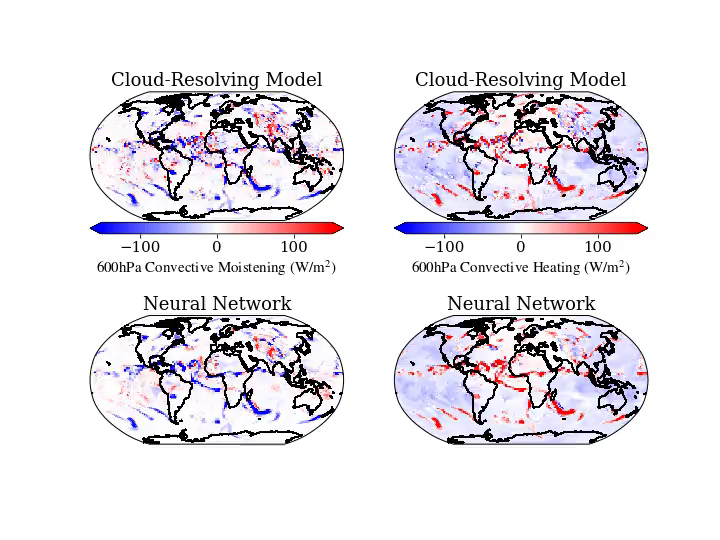 Cloud-Resolving Model
Cloud-Resolving Model
−100 0 100
−100 0 100
600hPa Convective Moistening (W/m²)
600hPa Convective Heating (W/m²)
Neural Network
Neural Network